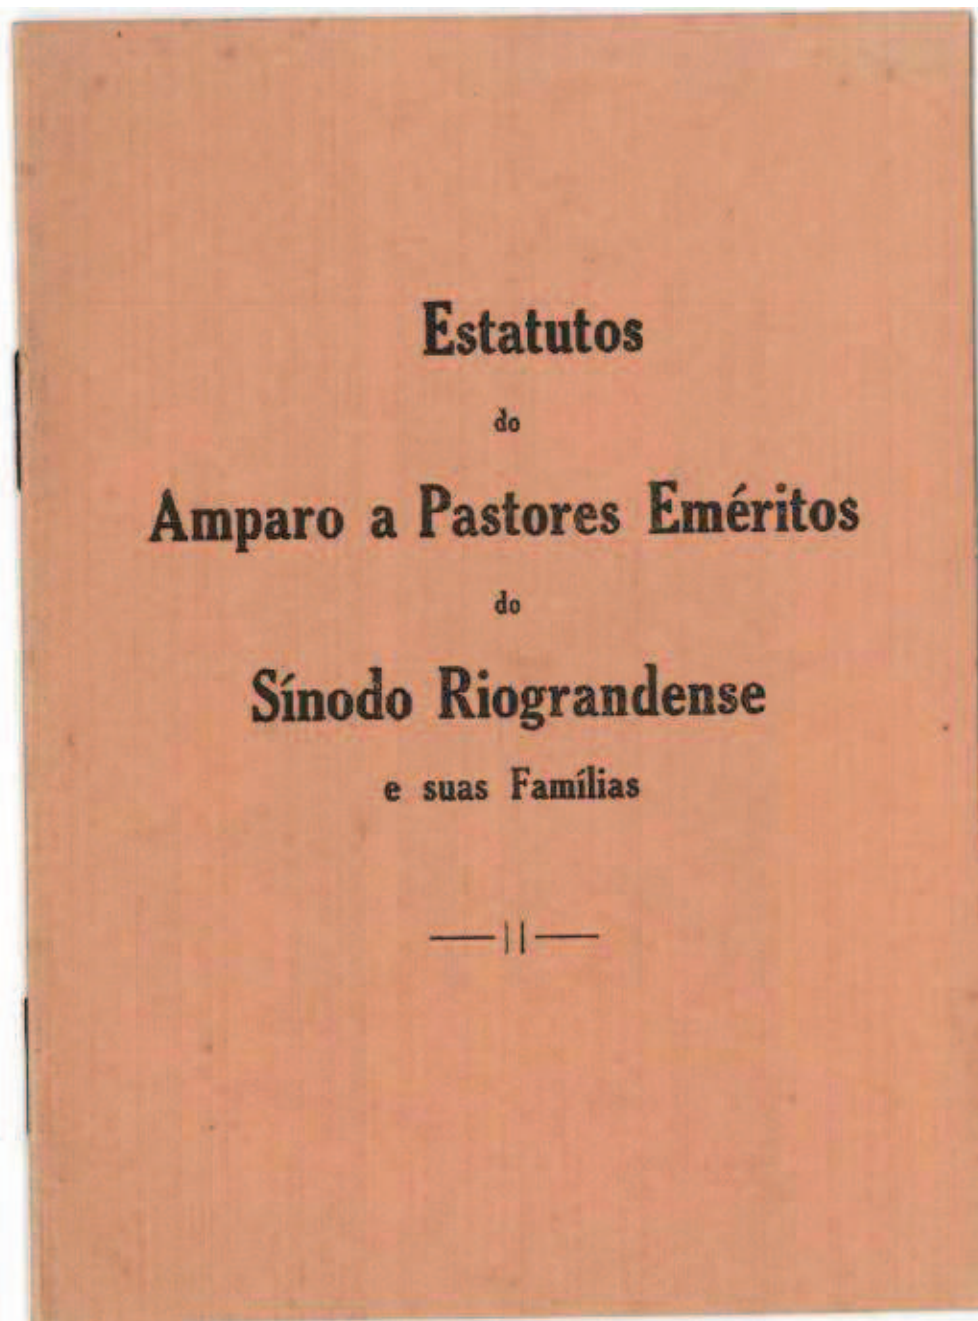 Estatutos
do
Amparo a Pastores Eméritos
do
Sínodo Riograndense
e suas Famílias